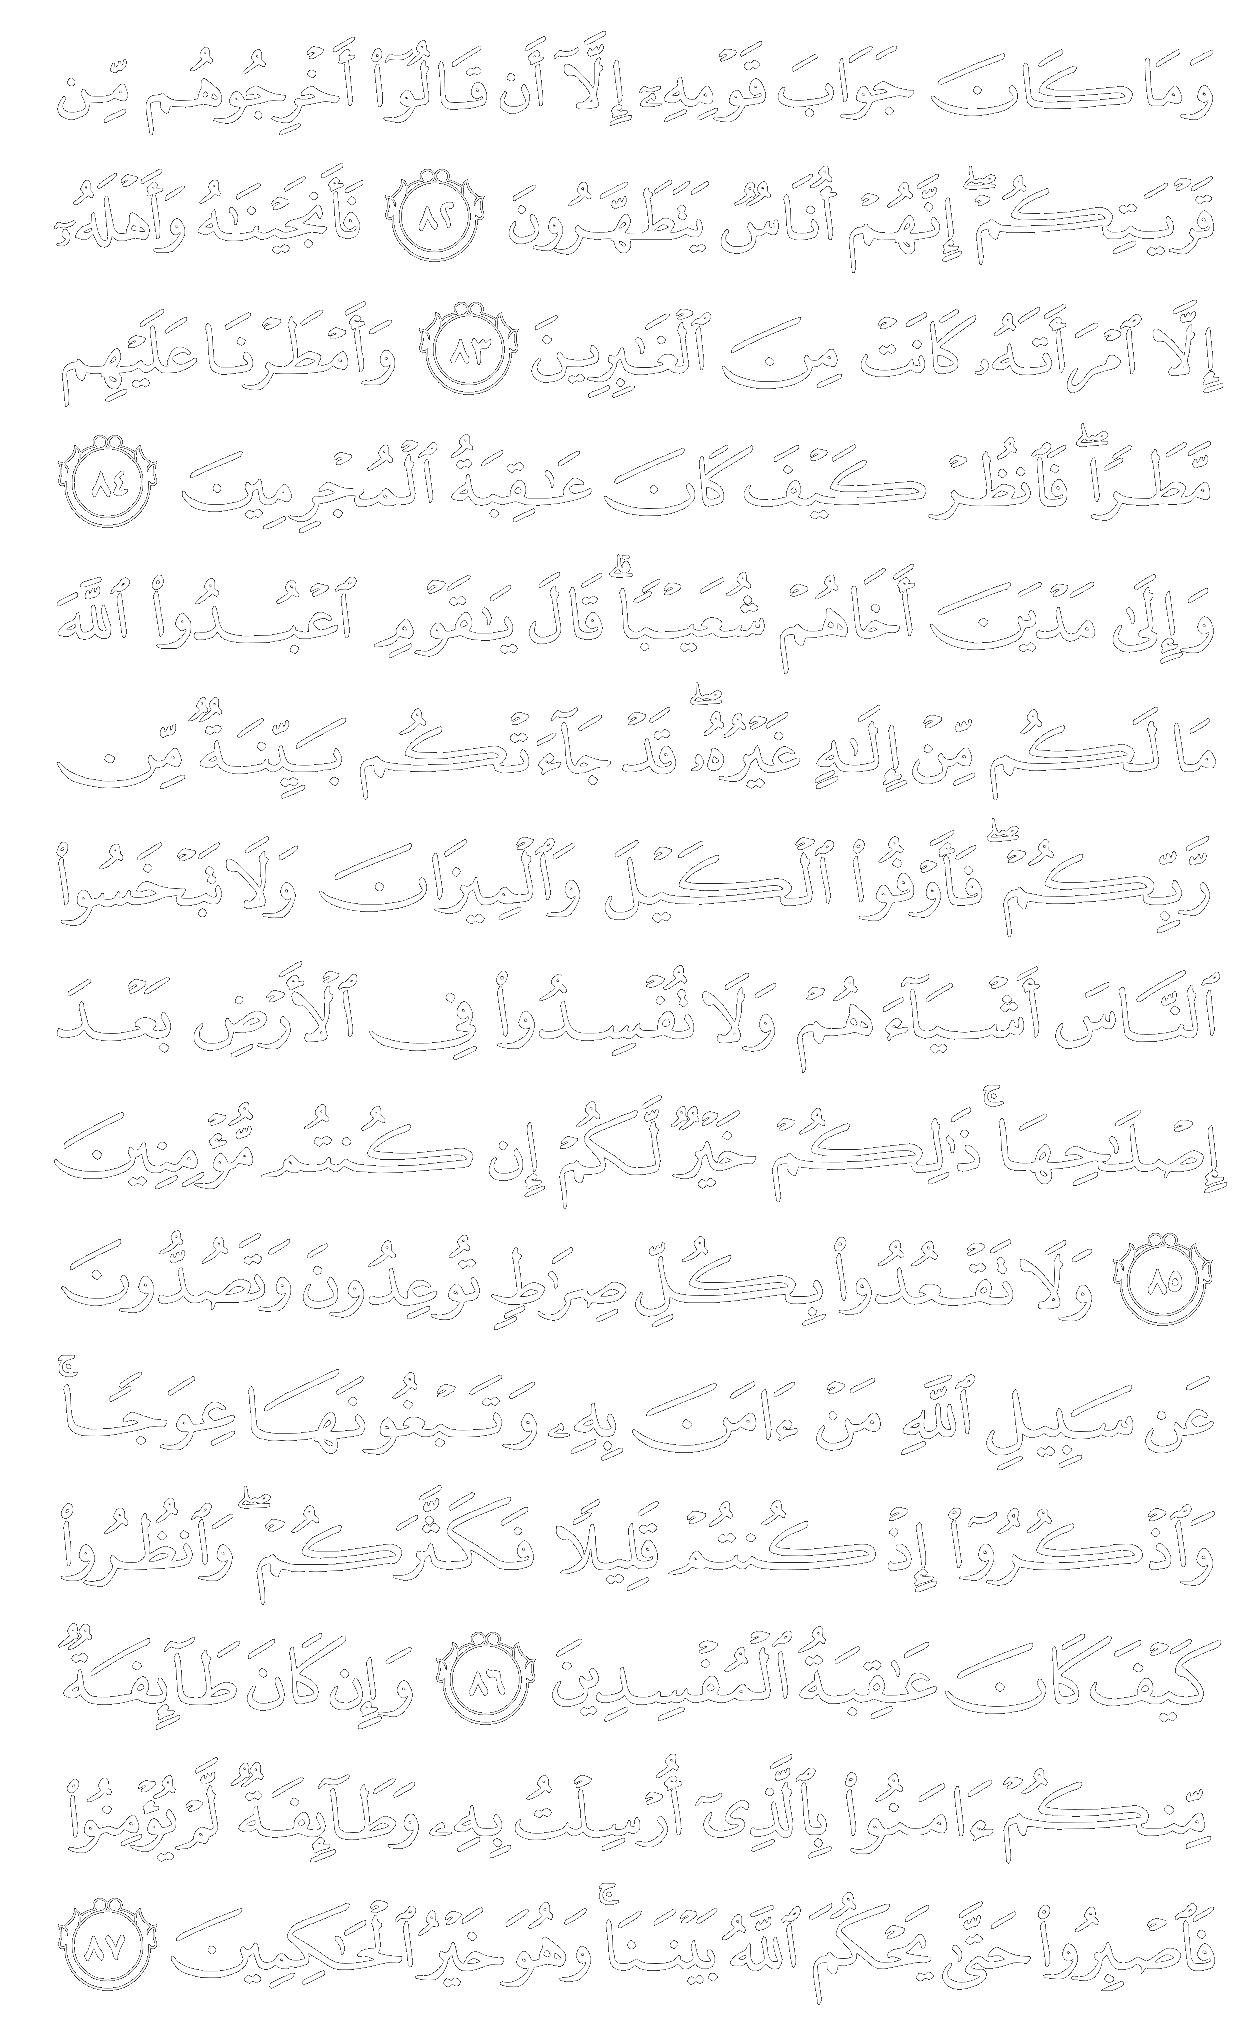 وَمَا كَانَ جَوَابَ قَوْمِهِۦٓ إِلَّآ أَن قَالُوٓا۟ أَخْرِجُوهُم مِّن
قَرْيَتِكُمْ ۖ إِنَّهُمْ أُنَاسٌ يَتَطَهَّرُونَ ٨٢ فَأَنجَيْنَٰهُ وَأَهْلَهُۥٓ
إِلَّا ٱمْرَأَتَهُۥ كَانَتْ مِنَ ٱلْغَٰبِرِينَ ٨٣ وَأَمْطَرْنَا عَلَيْهِم
مَّطَرًا ۖ فَٱنظُرْ كَيْفَ كَانَ عَٰقِبَةُ ٱلْمُجْرِمِينَ ٨٤
وَإِلَىٰ مَدْيَنَ أَخَاهُمْ شُعَيْبًا ۗ قَالَ يَٰقَوْمِ ٱعْبُدُوا۟ ٱللَّهَ
مَا لَكُم مِّنْ إِلَٰهٍ غَيْرُهُۥ ۖ قَدْ جَآءَتْكُم بَيِّنَةٌ مِّن
رَّبِّكُمْ ۖ فَأَوْفُوا۟ ٱلْكَيْلَ وَٱلْمِيزَانَ وَلَا تَبْخَسُوا۟
ٱلنَّاسَ أَشْيَآءَهُمْ وَلَا تُفْسِدُوا۟ فِى ٱلْأَرْضِ بَعْدَ
إِصْلَٰحِهَا ۚ ذَٰلِكُمْ خَيْرٌ لَّكُمْ إِن كُنتُم مُّؤْمِنِينَ
٨٥ وَلَا تَقْعُدُوا۟ بِكُلِّ صِرَٰطٍ تُوعِدُونَ وَتَصُدُّونَ
عَن سَبِيلِ ٱللَّهِ مَنْ ءَامَنَ بِهِۦ وَتَبْغُونَهَا عِوَجًا ۚ
وَٱذْكُرُوٓا۟ إِذْ كُنتُمْ قَلِيلًا فَكَثَّرَكُمْ ۖ وَٱنظُرُوا۟
كَيْفَ كَانَ عَٰقِبَةُ ٱلْمُفْسِدِينَ ٨٦ وَإِن كَانَ طَآئِفَةٌ
مِّنكُمْ ءَامَنُوا۟ بِٱلَّذِىٓ أُرْسِلْتُ بِهِۦ وَطَآئِفَةٌ لَّمْ يُؤْمِنُوا۟
فَٱصْبِرُوا۟ حَتَّىٰ يَحْكُمَ ٱللَّهُ بَيْنَنَا ۚ وَهُوَ خَيْرُ ٱلْحَٰكِمِينَ ٨٧